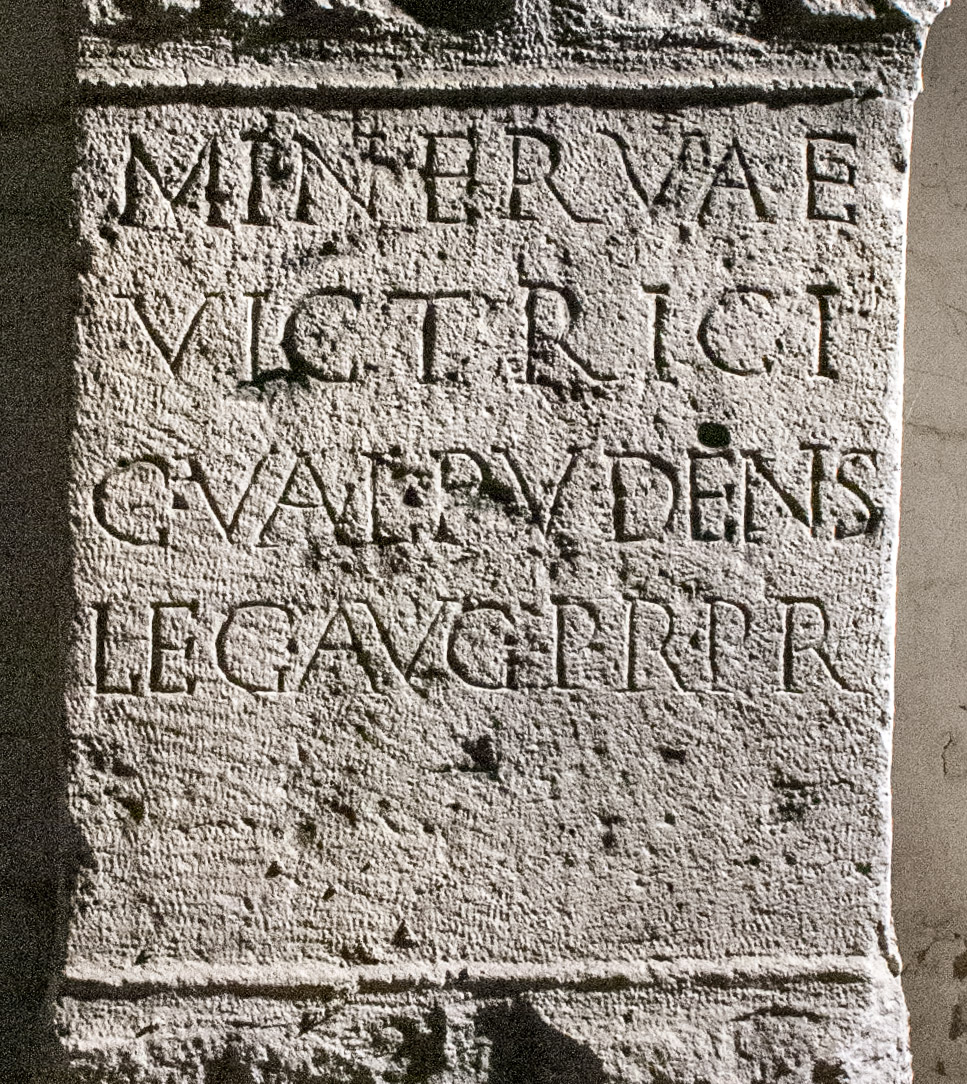 MINERVAE
VICTRICI
C·VAL·PVDENS
LEG·AVG·PR·PR